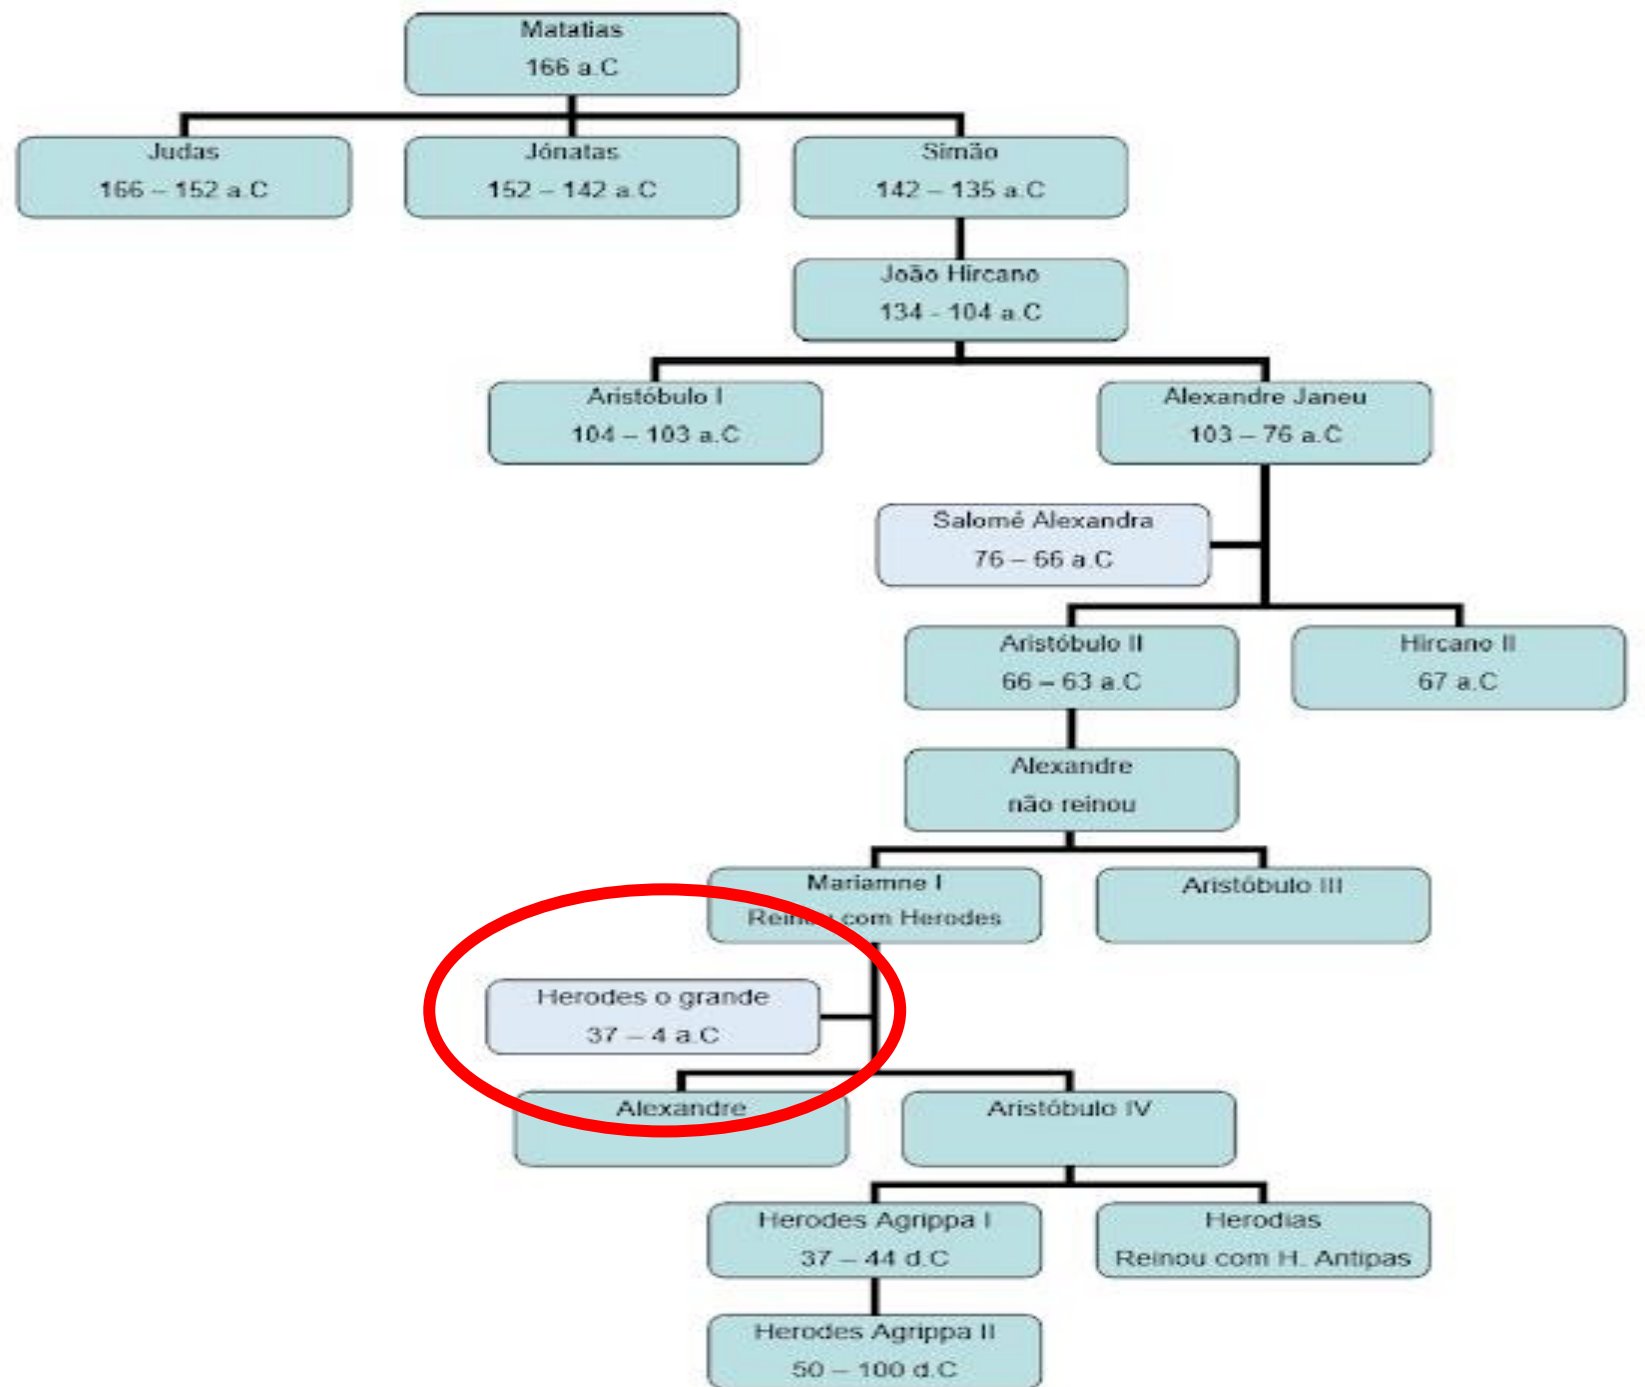 Matatias
166 a.C
Judas
166 – 152 a.C
Jónatas
152 – 142 a.C
Simão
142 – 135 a.C
João Hircano
134 - 104 a.C
Aristóbulo I
104 – 103 a.C
Alexandre Janeu
103 – 76 a.C
Salomé Alexandra
76 – 66 a.C
Aristóbulo II
66 – 63 a.C
Hircano II
67 a.C
Alexandre
não reinou
Mariamne I
Reinou com Herodes
Aristóbulo III
Herodes o grande
37 – 4 a.C
Alexandre
Aristóbulo IV
Herodes Agrippa I
37 – 44 d.C
Herodias
Reinou com H. Antipas
Herodes Agrippa II
50 – 100 d.C